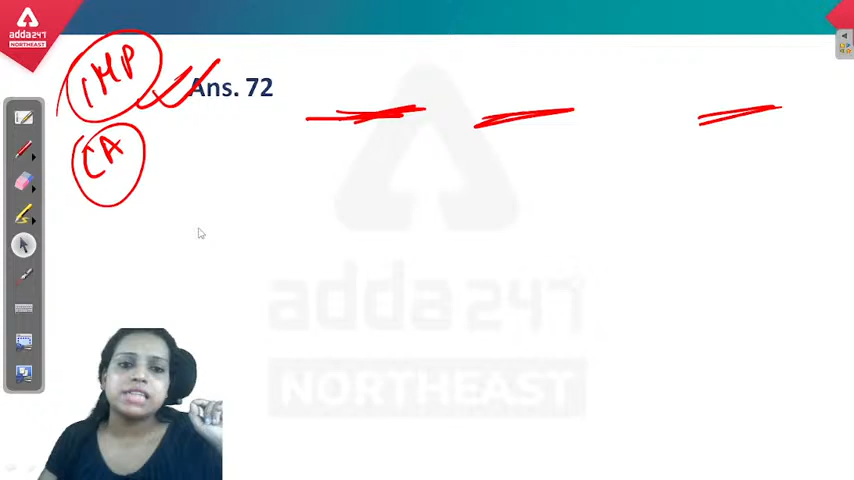 adda247
NORTHEAST
IMP
Ans. 72
CA
adda247
NORTHEAST